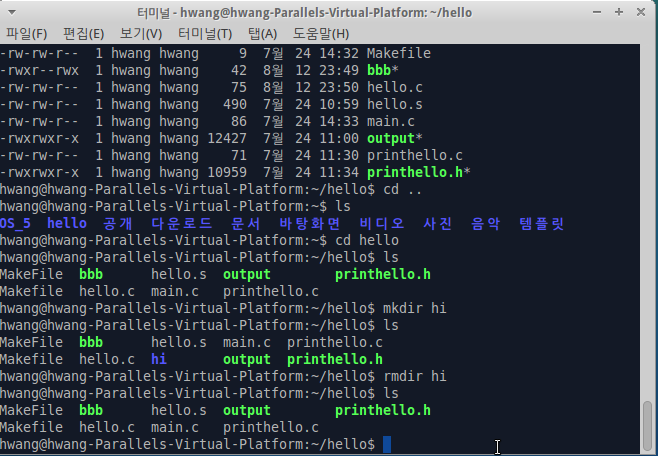 터미널 - hwang@hwang-Parallels-Virtual-Platform: ~/hello
파일(F) 편집(E) 보기(V) 터미널(T) 탭(A) 도움말(H)
-rw-rw-r-- 1 hwang hwang 9 7월 24 14:32 Makefile
-rwxr--rwx 1 hwang hwang 42 8월 12 23:49 bbb*
-rw-rw-r-- 1 hwang hwang 75 8월 12 23:50 hello.c
-rw-rw-r-- 1 hwang hwang 490 7월 24 10:59 hello.s
-rw-rw-r-- 1 hwang hwang 86 7월 24 14:33 main.c
-rwxrwxr-x 1 hwang hwang 12427 7월 24 11:00 output*
-rw-rw-r-- 1 hwang hwang 71 7월 24 11:30 printhello.c
-rwxrwxr-x 1 hwang hwang 10959 7월 24 11:34 printhello.h*
hwang@hwang-Parallels-Virtual-Platform:~/hello$ cd ..
hwang@hwang-Parallels-Virtual-Platform:~$ ls
OS_5 hello 공개 다운로드 문서 바탕화면 비디오 사진 음악 템플릿
hwang@hwang-Parallels-Virtual-Platform:~$ cd hello
hwang@hwang-Parallels-Virtual-Platform:~/hello$ ls
MakeFile bbb hello.s output printhello.h
Makefile hello.c main.c printhello.c
hwang@hwang-Parallels-Virtual-Platform:~/hello$ mkdir hi
hwang@hwang-Parallels-Virtual-Platform:~/hello$ ls
MakeFile bbb hello.s main.c printhello.c
Makefile hello.c hi output printhello.h
hwang@hwang-Parallels-Virtual-Platform:~/hello$ rmdir hi
hwang@hwang-Parallels-Virtual-Platform:~/hello$ ls
MakeFile bbb hello.s output printhello.h
Makefile hello.c main.c printhello.c
hwang@hwang-Parallels-Virtual-Platform:~/hello$